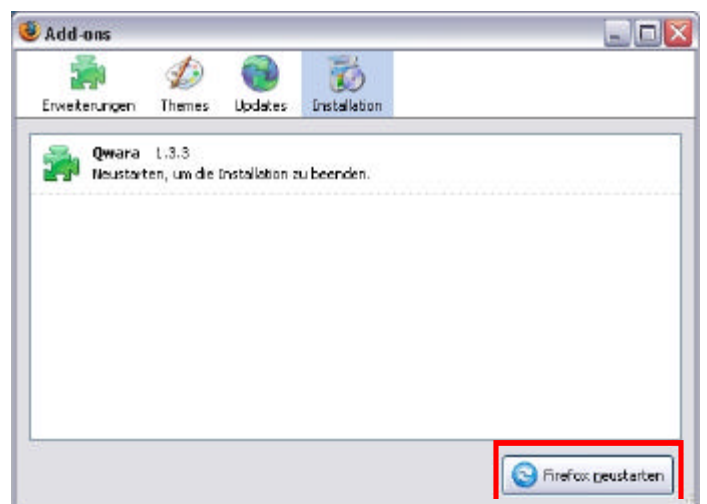 Add-ons
Erweiterungen Themes Updates Installation
Qwara 1.3.3
Neustarten, um die Installation zu beenden.
Firefox neustarten